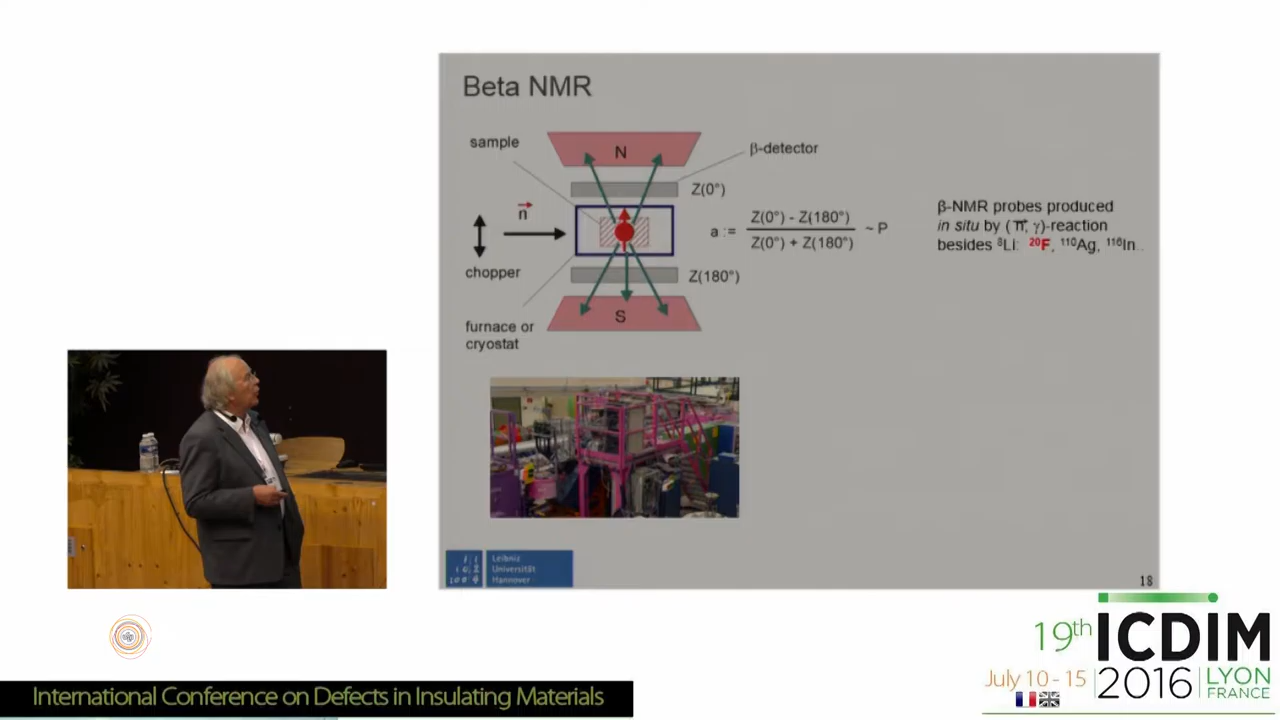 Beta NMR
sample
N
β-detector
Z(0°)
n
a := Z(0°) - Z(180°) / Z(0°) + Z(180°) ~ P
β-NMR probes produced
in situ by (n, γ)-reaction
besides ⁸Li: ²⁰F, ¹¹⁰Ag, ¹¹⁶In..
chopper
Z(180°)
S
furnace or
cryostat
Leibniz
Universität
Hannover
18
19th ICDIM
July 10 - 15 2016 LYON
FRANCE
International Conference on Defects in Insulating Materials